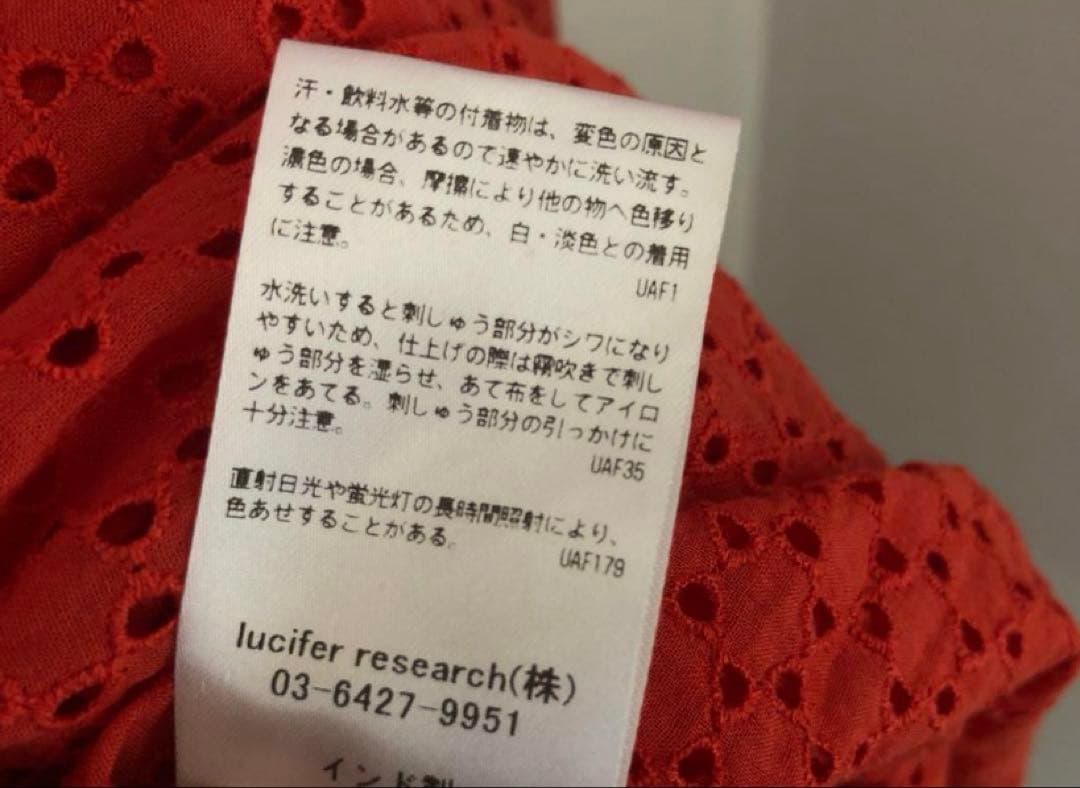 汗・飲料水等の付着物は、変色の原因と
なる場合があるので速やかに洗い流す。
濃色の場合、摩擦により他の物へ色移り
することがあるため、白・淡色との着用
に注意。
UAF1
水洗いすると刺しゅう部分がシワになり
やすいため、仕上げの際は霧吹きで刺し
ゅう部分を湿らせ、あて布をしてアイロ
ンをあてる。刺しゅう部分の引っかけに
十分注意。
UAF35
直射日光や蛍光灯の長時間照射により、
色あせすることがある。
UAF179
lucifer research(株)
03-6427-9951
インド製